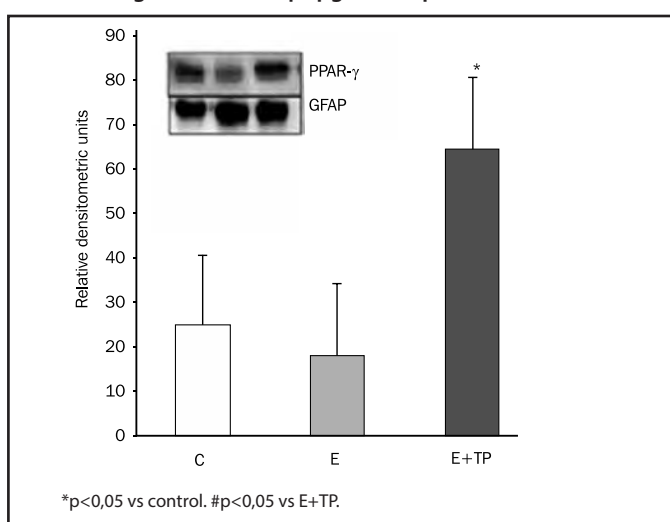 90
80
70
60
50
40
30
20
10
0
Relative densitometric units
PPAR-γ
GFAP
*
C E E+TP
*p<0,05 vs control. #p<0,05 vs E+TP.